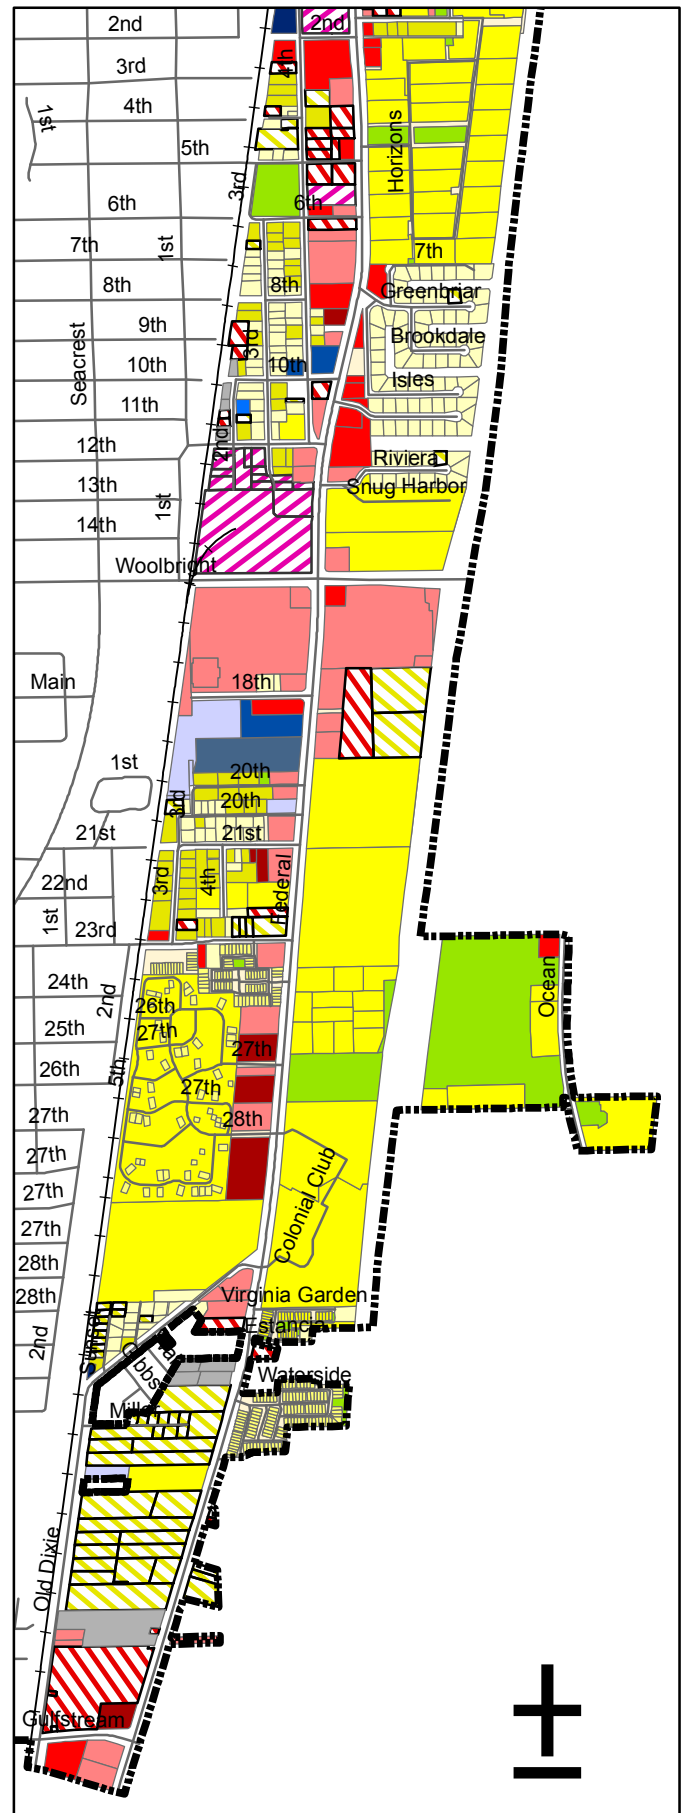 2nd
2nd
3rd
4th
4th
1st
5th
Horizons
3rd
6th
6th
7th
1st
7th
8th
8th
Greenbriar
9th
3rd
Brookdale
Seacrest
10th
10th
Isles
11th
12th
2nd
Riviera
13th
Snug Harbor
1st
14th
Woolbright
Main
18th
1st
20th
3rd
20th
21st
21st
22nd
3rd
4th
Federal
1st
23rd
24th
2nd
26th
Ocean
25th
27th
27th
26th
5th
27th
27th
28th
27th
27th
Colonial Club
27th
28th
28th
Virginia Garden
2nd
Estancia
Gibbs
Waterside
Miller
Old Dixie
Gulfstream